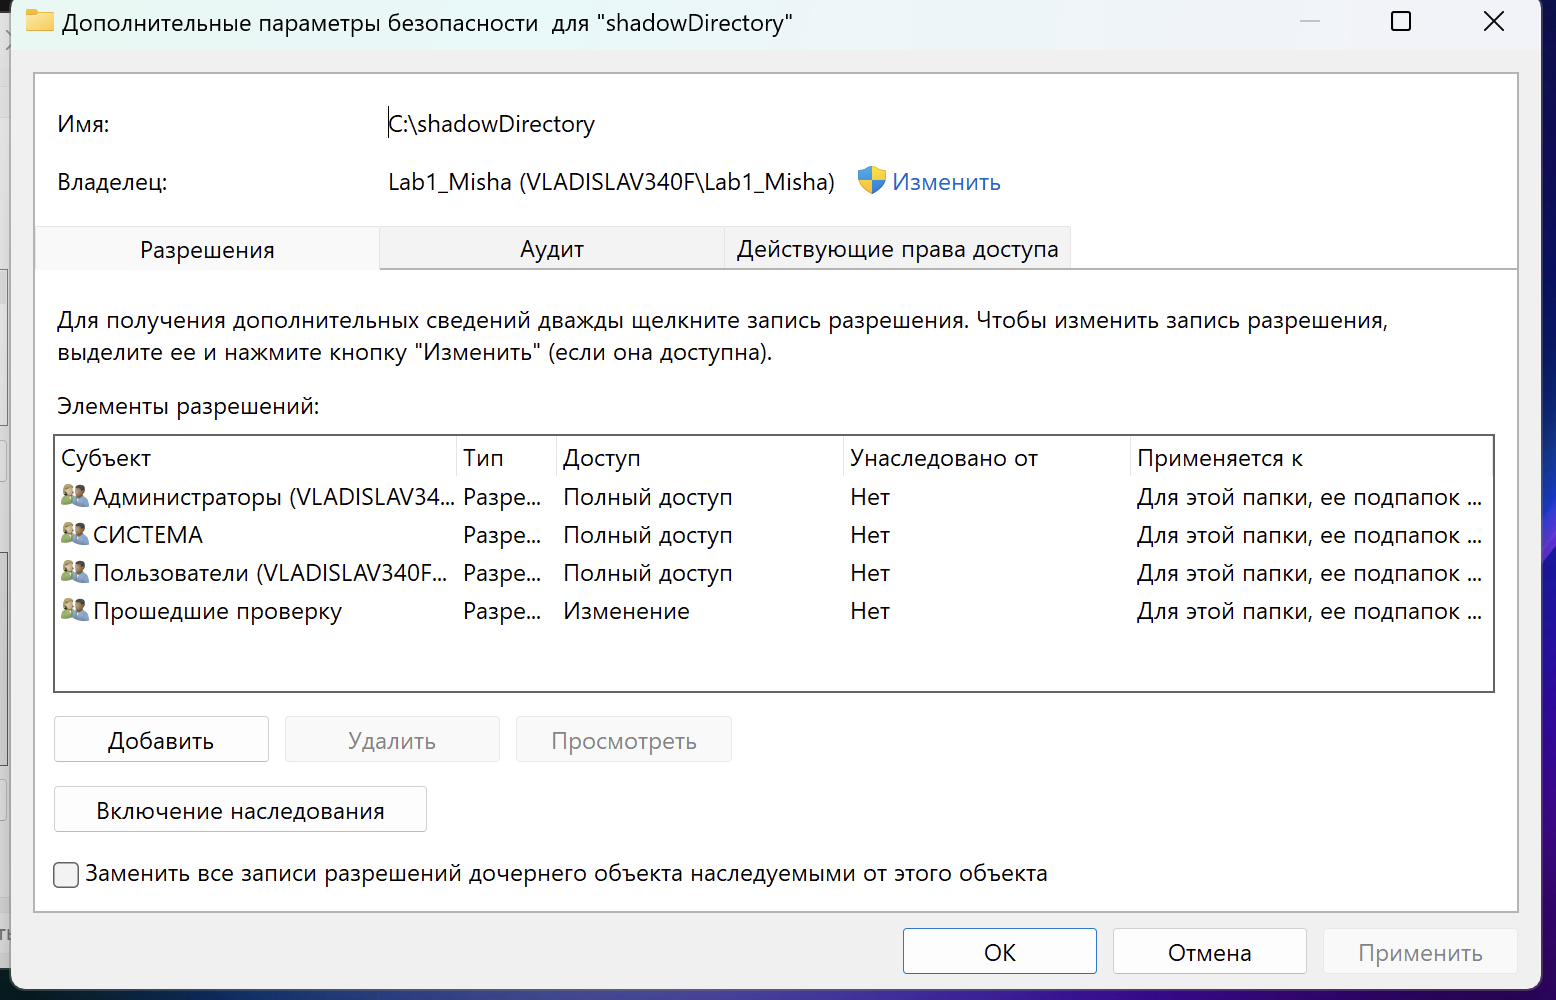 Дополнительные параметры безопасности для "shadowDirectory"
Имя: C:\shadowDirectory
Владелец: Lab1_Misha (VLADISLAV340F\Lab1_Misha) Изменить
Разрешения Аудит Действующие права доступа
Для получения дополнительных сведений дважды щелкните запись разрешения. Чтобы изменить запись разрешения,
выделите ее и нажмите кнопку "Изменить" (если она доступна).
Элементы разрешений:
Субъект Тип Доступ Унаследовано от Применяется к
Администраторы (VLADISLAV34... Разре... Полный доступ Нет Для этой папки, ее подпапок ...
СИСТЕМА Разре... Полный доступ Нет Для этой папки, ее подпапок ...
Пользователи (VLADISLAV340F... Разре... Полный доступ Нет Для этой папки, ее подпапок ...
Прошедшие проверку Разре... Изменение Нет Для этой папки, ее подпапок ...
Добавить Удалить Просмотреть
Включение наследования
Заменить все записи разрешений дочернего объекта наследуемыми от этого объекта
ОК Отмена Применить